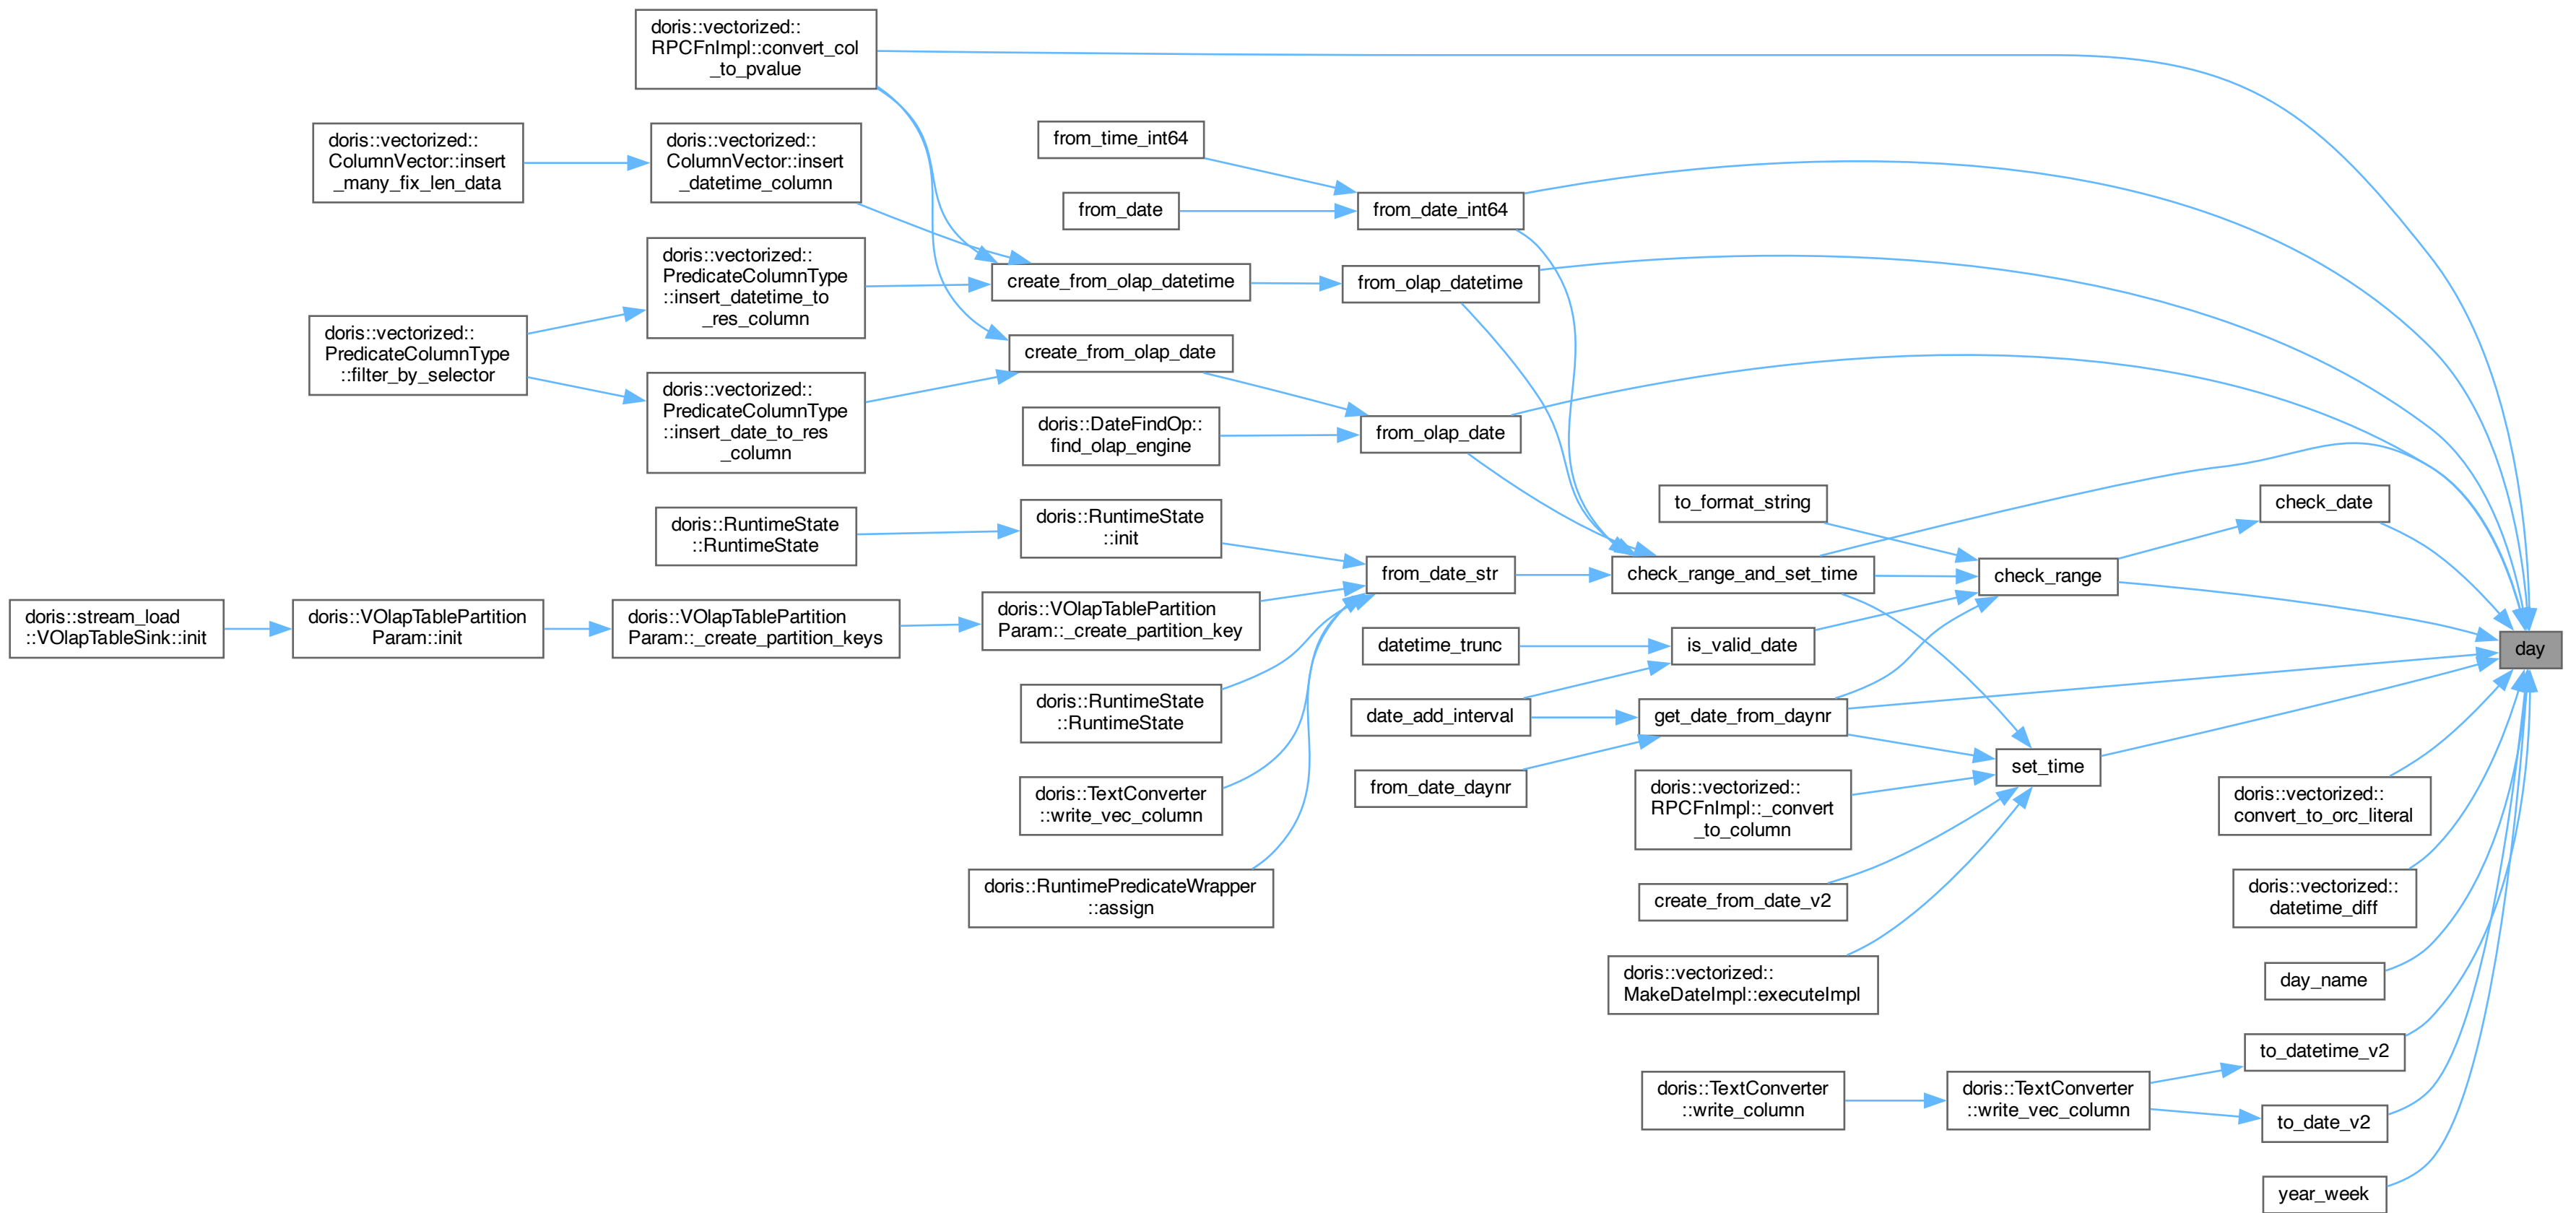 doris::vectorized::
RPCFnImpl::convert_col
_to_pvalue
doris::vectorized::
ColumnVector::insert
_many_fix_len_data
doris::vectorized::
ColumnVector::insert
_datetime_column
from_time_int64
from_date
from_date_int64
doris::vectorized::
PredicateColumnType
::insert_datetime_to
_res_column
create_from_olap_datetime
from_olap_datetime
doris::vectorized::
PredicateColumnType
::filter_by_selector
create_from_olap_date
doris::vectorized::
PredicateColumnType
::insert_date_to_res
_column
doris::DateFindOp::
find_olap_engine
from_olap_date
to_format_string
check_date
doris::RuntimeState
::RuntimeState
doris::RuntimeState
::init
from_date_str
check_range_and_set_time
check_range
doris::stream_load
::VOlapTableSink::init
doris::VOlapTablePartition
Param::init
doris::VOlapTablePartition
Param::_create_partition_keys
doris::VOlapTablePartition
Param::_create_partition_key
datetime_trunc
is_valid_date
day
doris::RuntimeState
::RuntimeState
date_add_interval
get_date_from_daynr
set_time
doris::TextConverter
::write_vec_column
from_date_daynr
doris::vectorized::
RPCFnImpl::_convert
_to_column
doris::vectorized::
convert_to_orc_literal
doris::RuntimePredicateWrapper
::assign
create_from_date_v2
doris::vectorized::
datetime_diff
doris::vectorized::
MakeDateImpl::executeImpl
day_name
to_datetime_v2
doris::TextConverter
::write_column
doris::TextConverter
::write_vec_column
to_date_v2
year_week